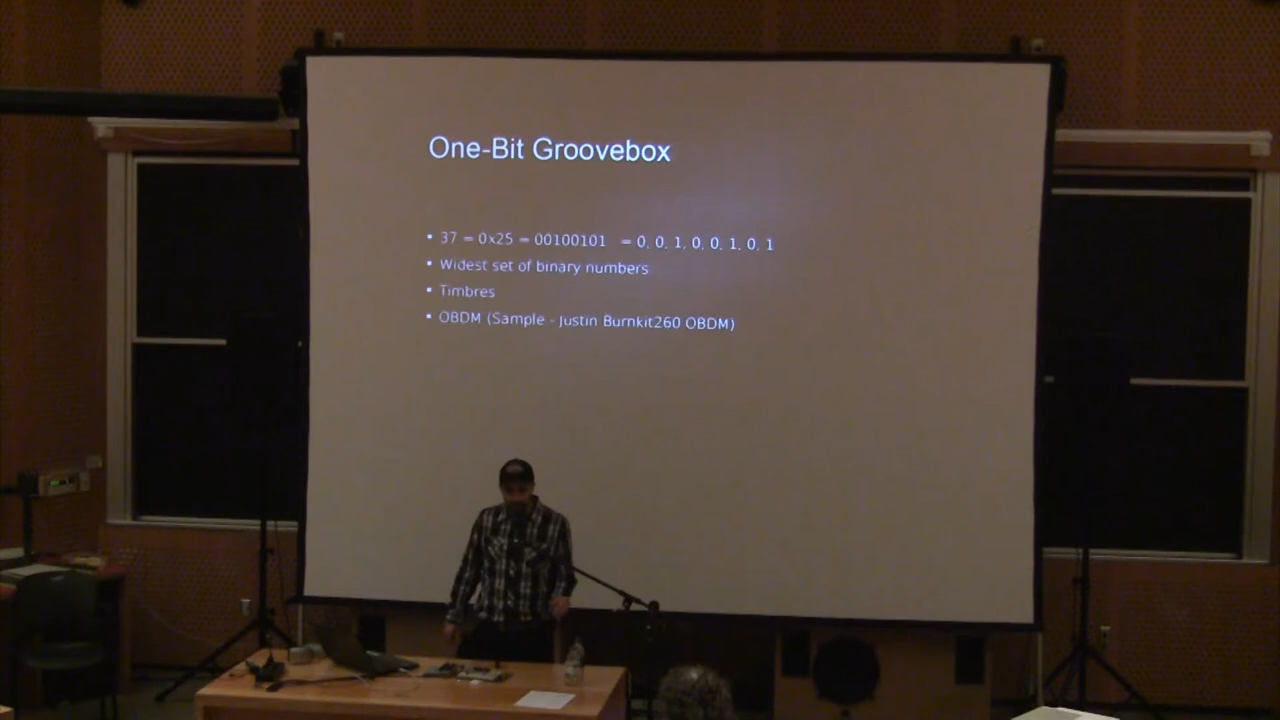 One-Bit Groovebox
▪ 37 = 0x25 = 00100101 = 0, 0, 1, 0, 0, 1, 0, 1
▪ Widest set of binary numbers
▪ Timbres
▪ OBDM (Sample - Justin Burnkit260 OBDM)